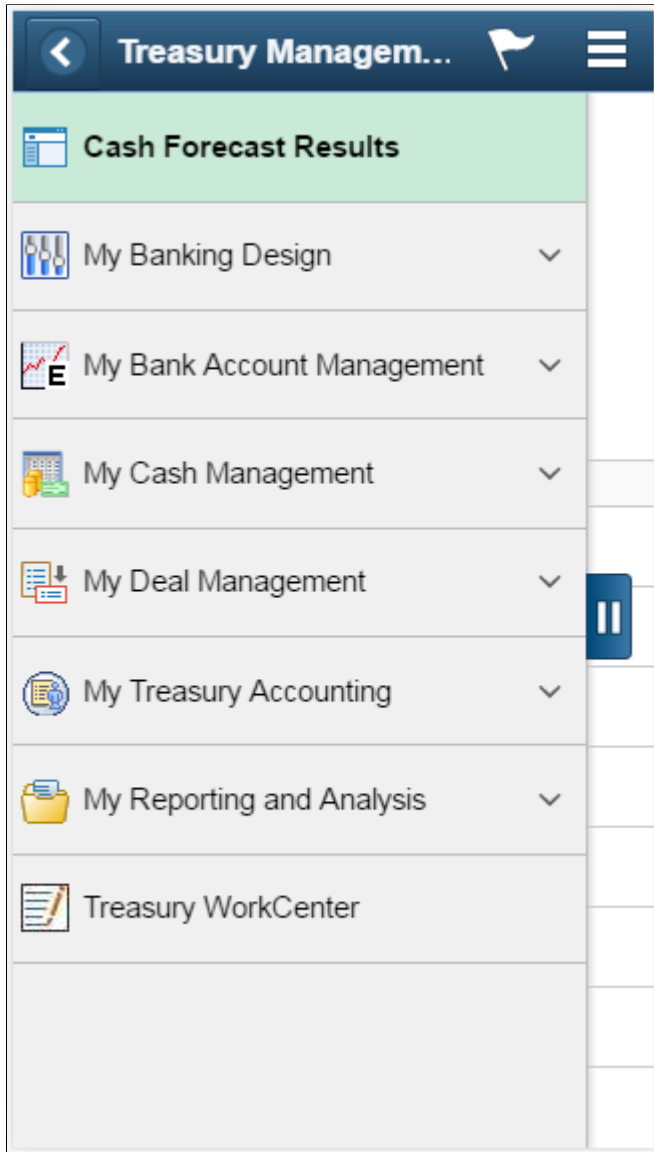 Treasury Managem...
Cash Forecast Results
My Banking Design
E
My Bank Account Management
My Cash Management
My Deal Management
My Treasury Accounting
My Reporting and Analysis
Treasury WorkCenter